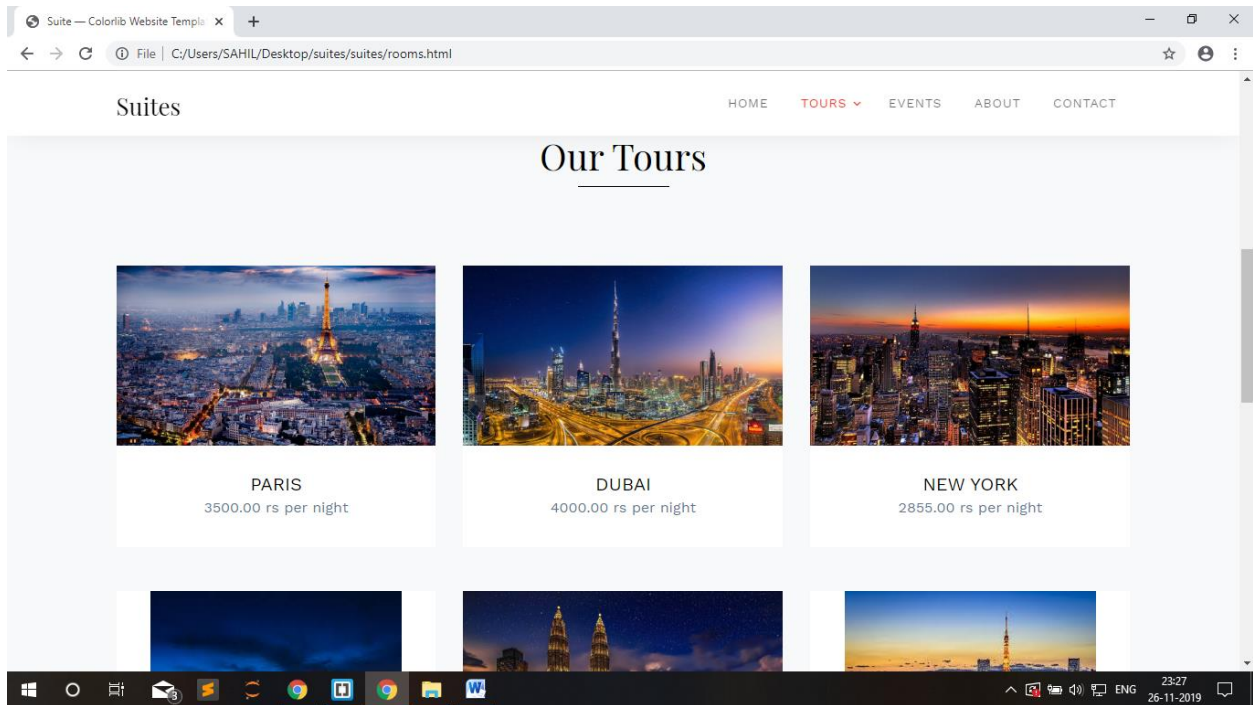 Suite — Colorlib Website Templa
File | C:/Users/SAHIL/Desktop/suites/suites/rooms.html
Suites
HOME TOURS EVENTS ABOUT CONTACT
Our Tours
PARIS
3500.00 rs per night
DUBAI
4000.00 rs per night
NEW YORK
2855.00 rs per night
3
W
ENG
23:27
26-11-2019